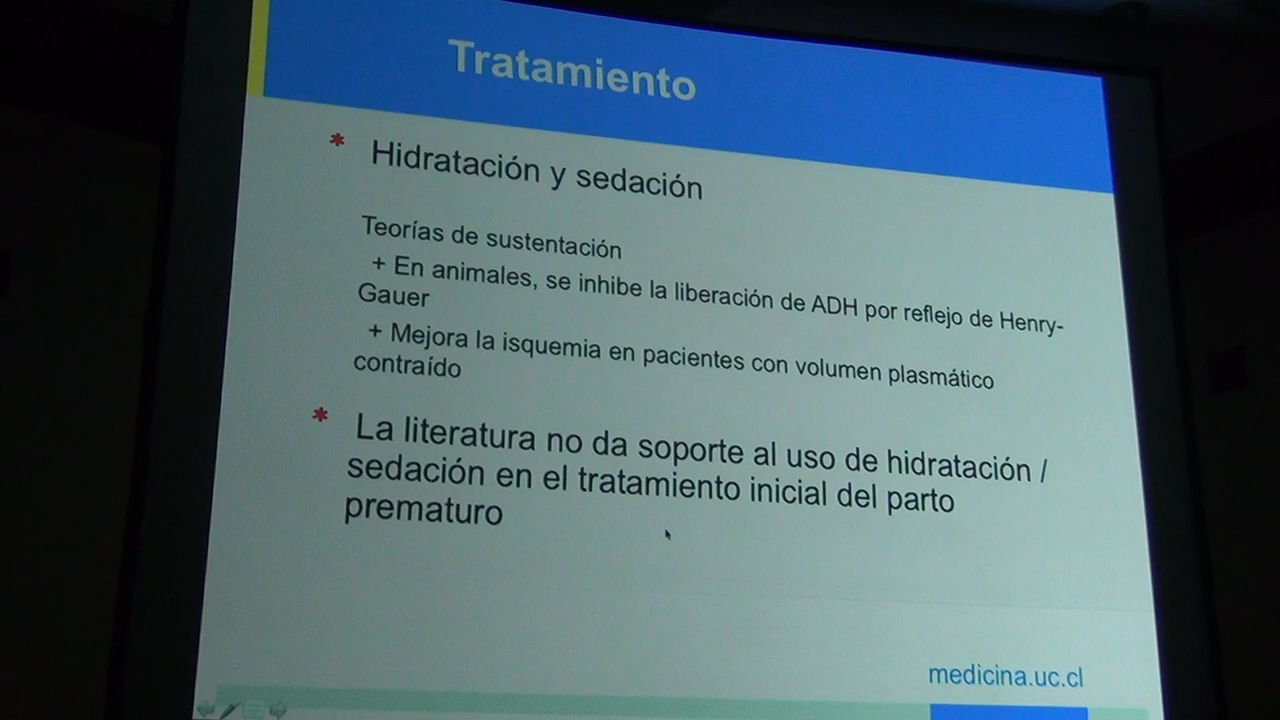 Tratamiento
* Hidratación y sedación
Teorías de sustentación
+ En animales, se inhibe la liberación de ADH por reflejo de Henry-
Gauer
+ Mejora la isquemia en pacientes con volumen plasmático
contraído
* La literatura no da soporte al uso de hidratación /
sedación en el tratamiento inicial del parto
prematuro
medicina.uc.cl